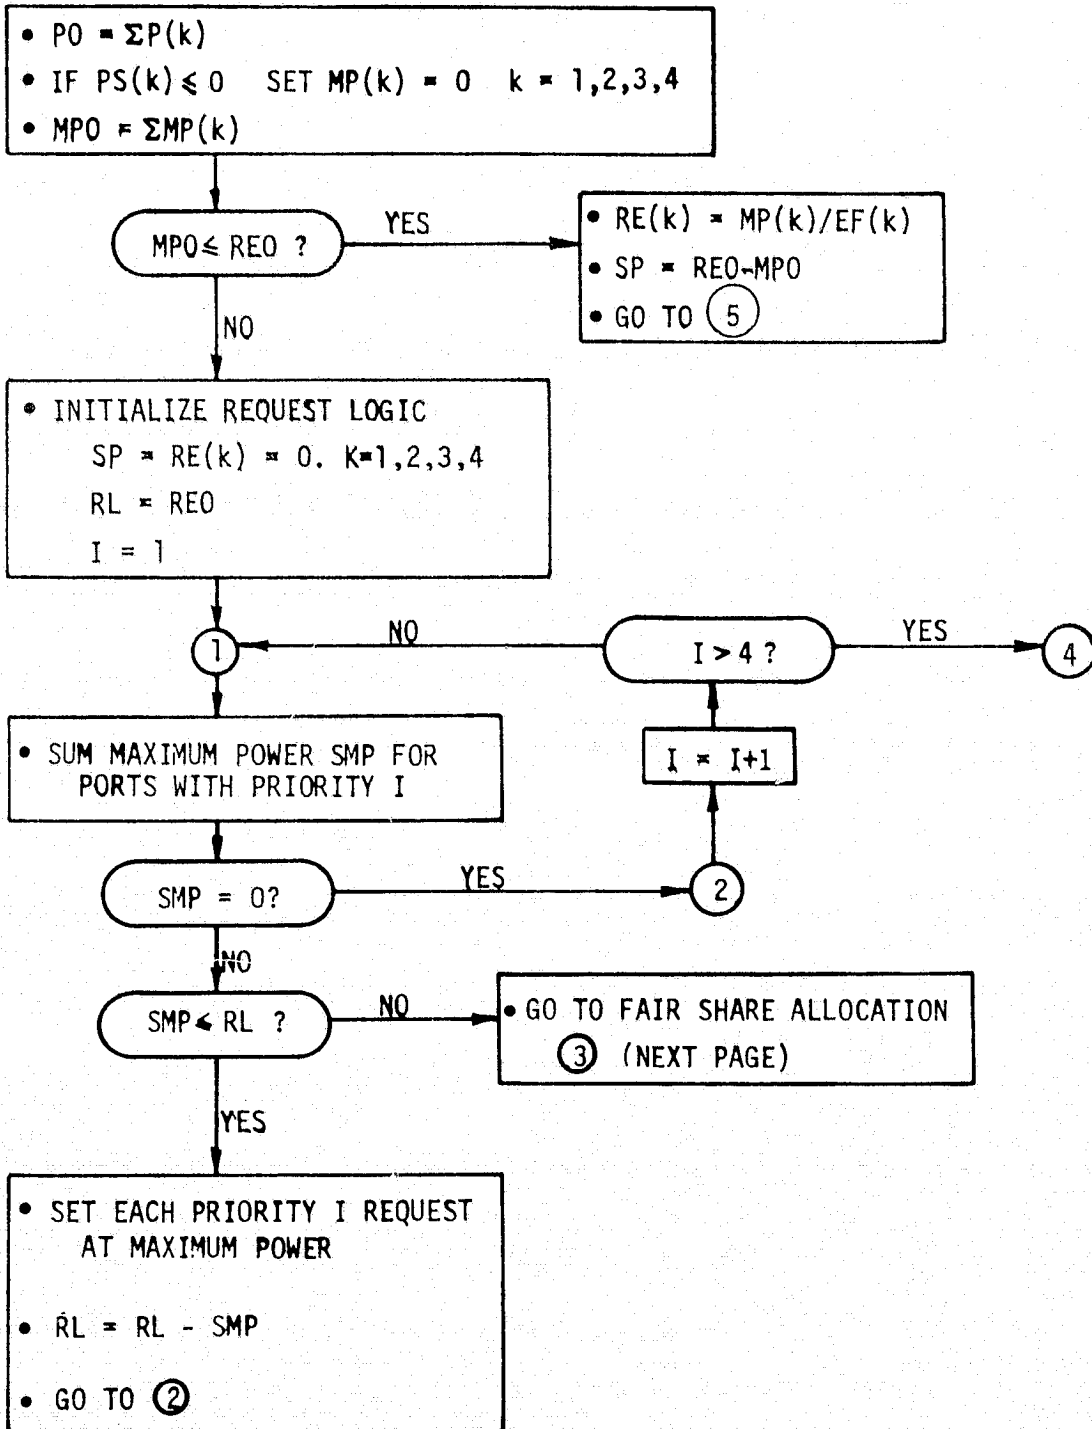 • PO = ΣP(k)
• IF PS(k) ⩽ 0 SET MP(k) = 0 k = 1,2,3,4
• MPO = ΣMP(k)
MPO ⩽ REO ?
YES
• RE(k) = MP(k)/EF(k)
• SP = REO-MPO
• GO TO 5
NO
• INITIALIZE REQUEST LOGIC
SP = RE(k) = 0. K=1,2,3,4
RL = REO
I = 1
1
NO
I > 4 ?
YES
4
• SUM MAXIMUM POWER SMP FOR
PORTS WITH PRIORITY I
I = I+1
SMP = 0?
YES
2
NO
SMP ⩽ RL ?
NO
• GO TO FAIR SHARE ALLOCATION
3 (NEXT PAGE)
YES
• SET EACH PRIORITY I REQUEST
AT MAXIMUM POWER
• RL = RL - SMP
• GO TO 2